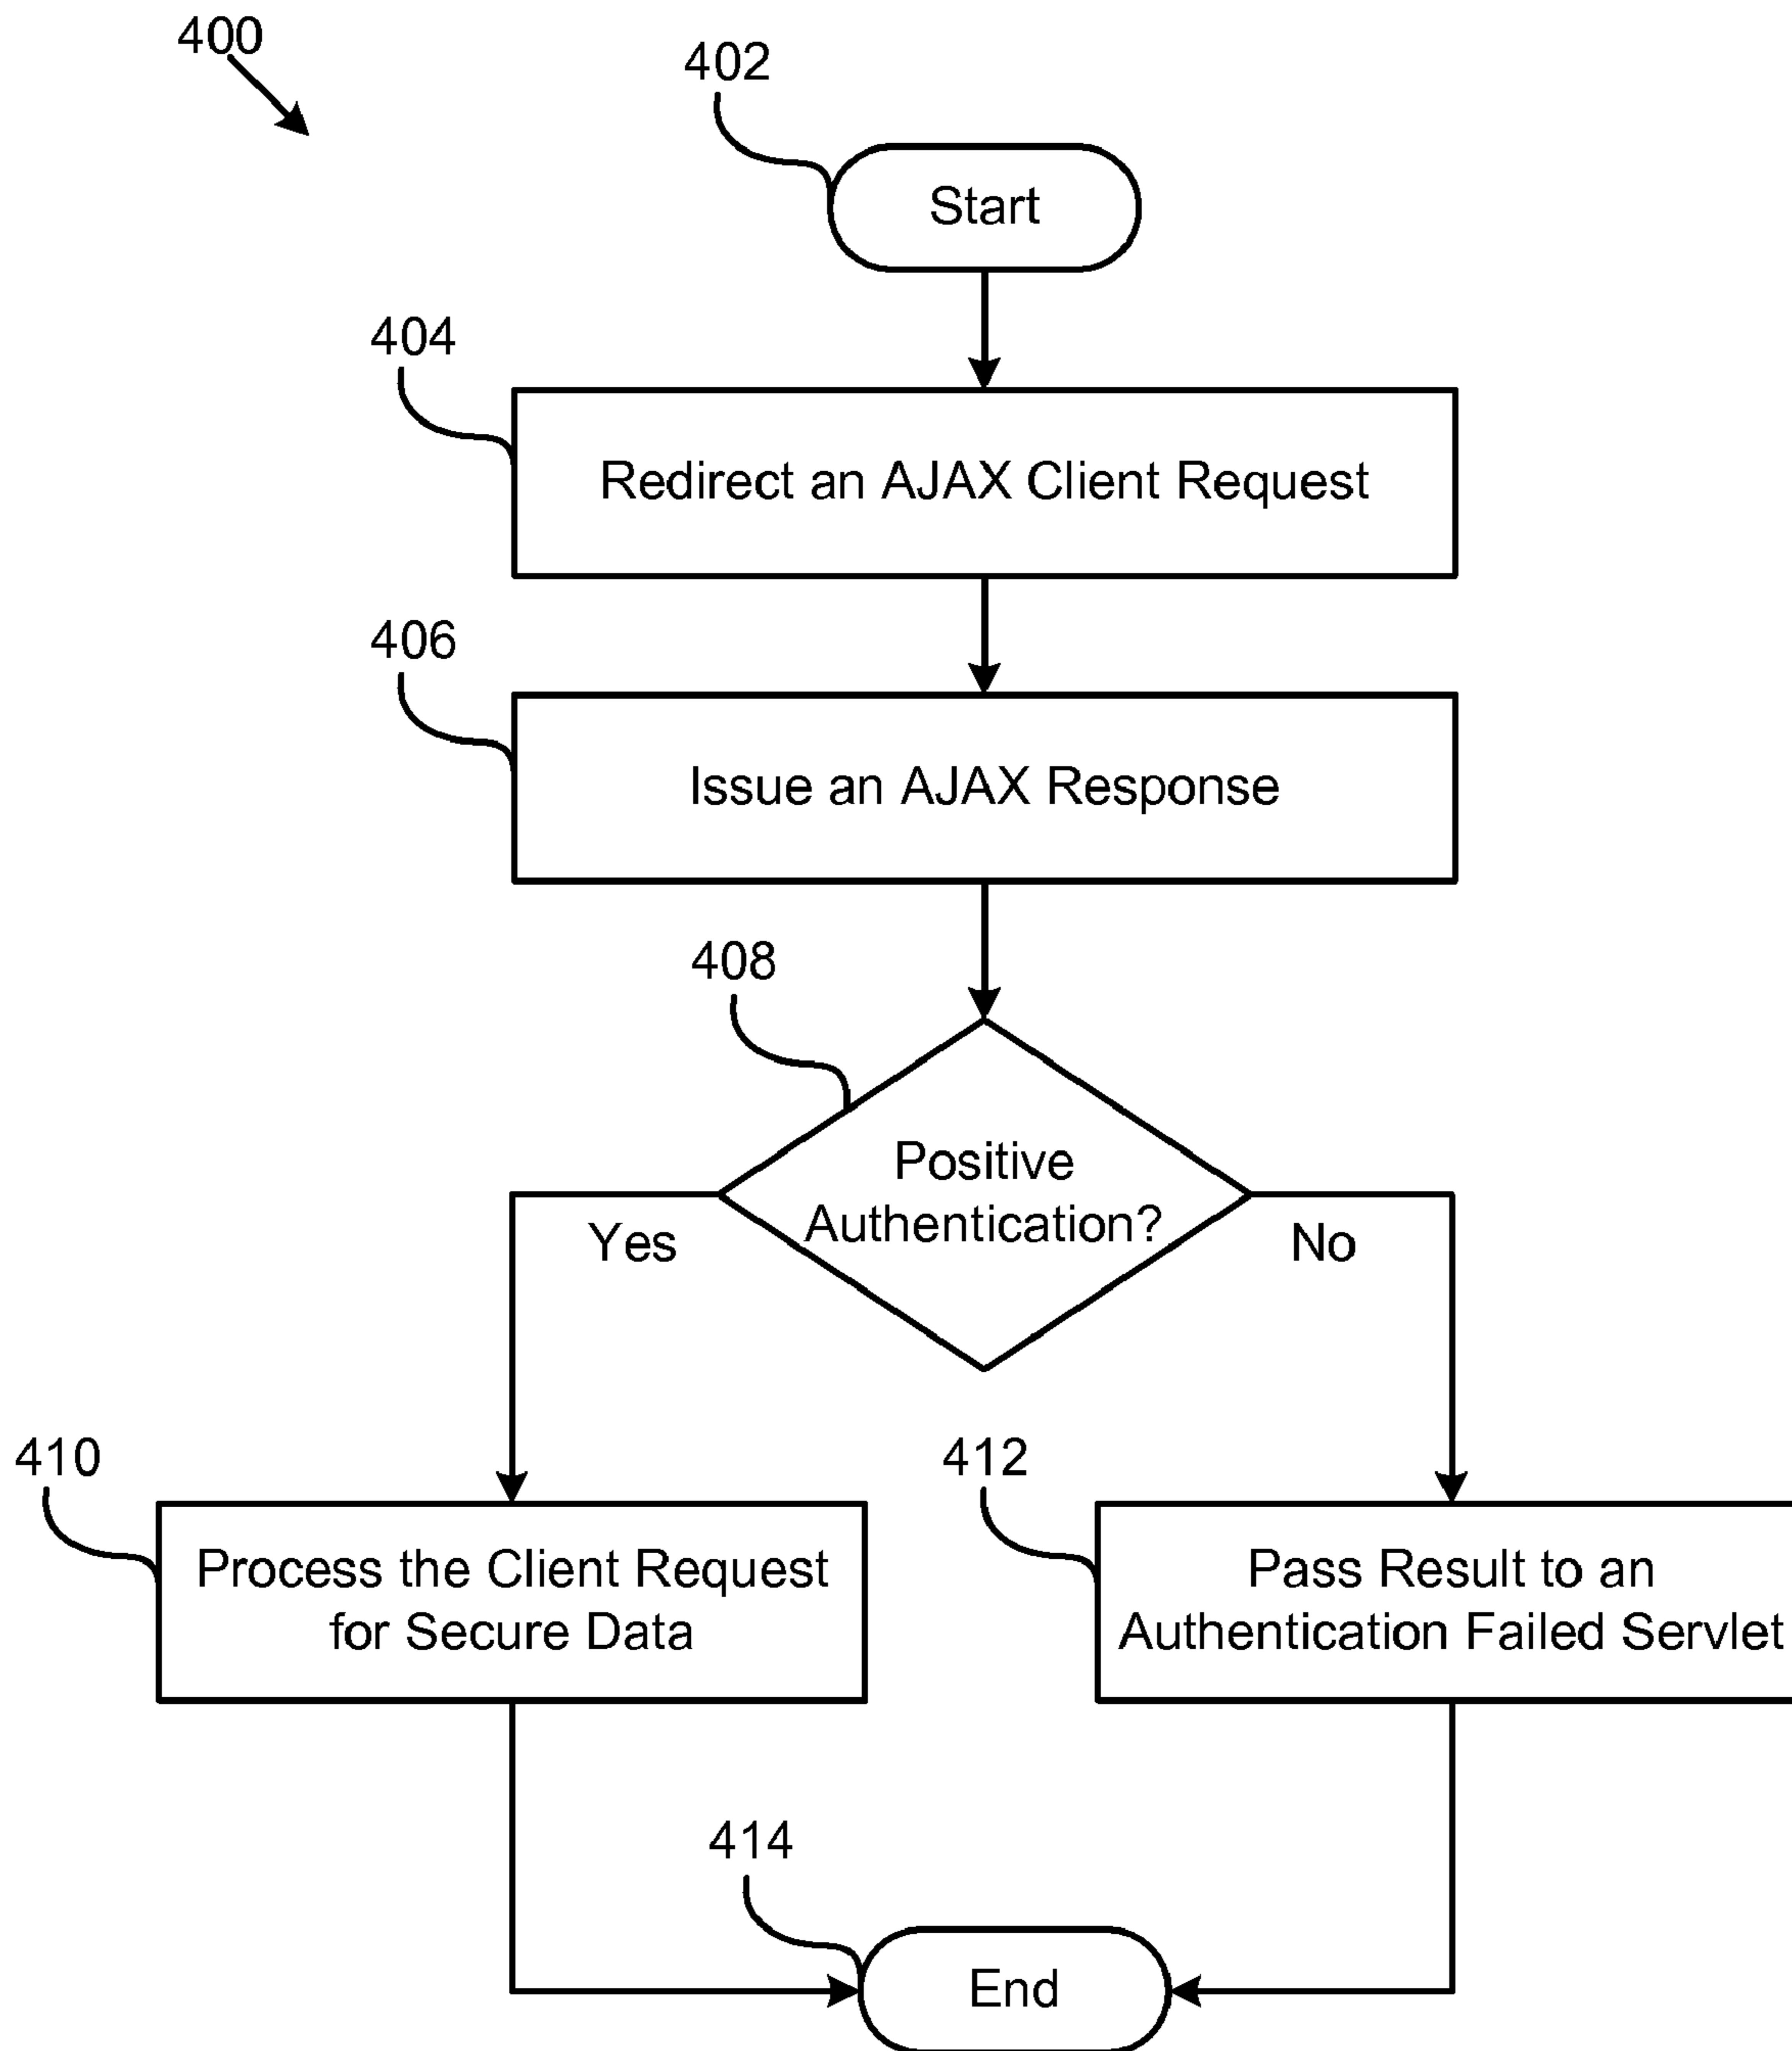 400
402
Start
404
Redirect an AJAX Client Request
406
Issue an AJAX Response
408
Positive
Authentication?
Yes
No
410
Process the Client Request
for Secure Data
412
Pass Result to an
Authentication Failed Servlet
414
End